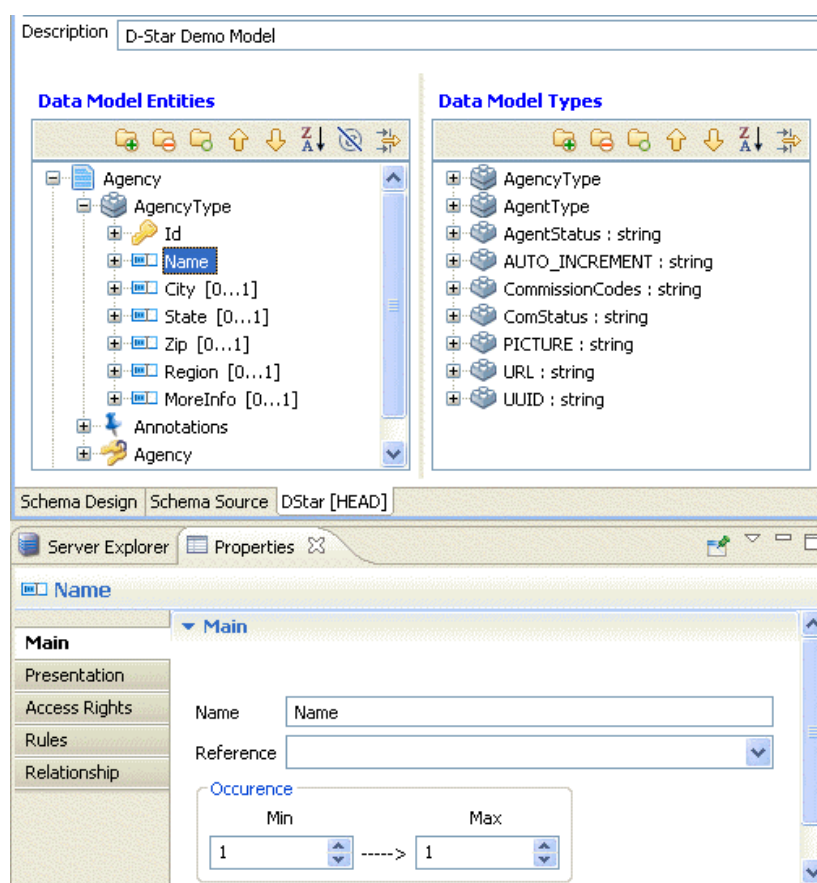 Description D-Star Demo Model
Data Model Entities
Data Model Types
Z
A
Z
A
Agency
AgencyType
Id
Name
City [0...1]
State [0...1]
Zip [0...1]
Region [0...1]
MoreInfo [0...1]
Annotations
Agency
AgencyType
AgentType
AgentStatus : string
AUTO_INCREMENT : string
CommissionCodes : string
ComStatus : string
PICTURE : string
URL : string
UUID : string
Schema Design Schema Source DStar [HEAD]
Server Explorer Properties
Name
Main
Presentation
Access Rights
Rules
Relationship
Main
Name Name
Reference
Occurence
Min Max
1 -----> 1